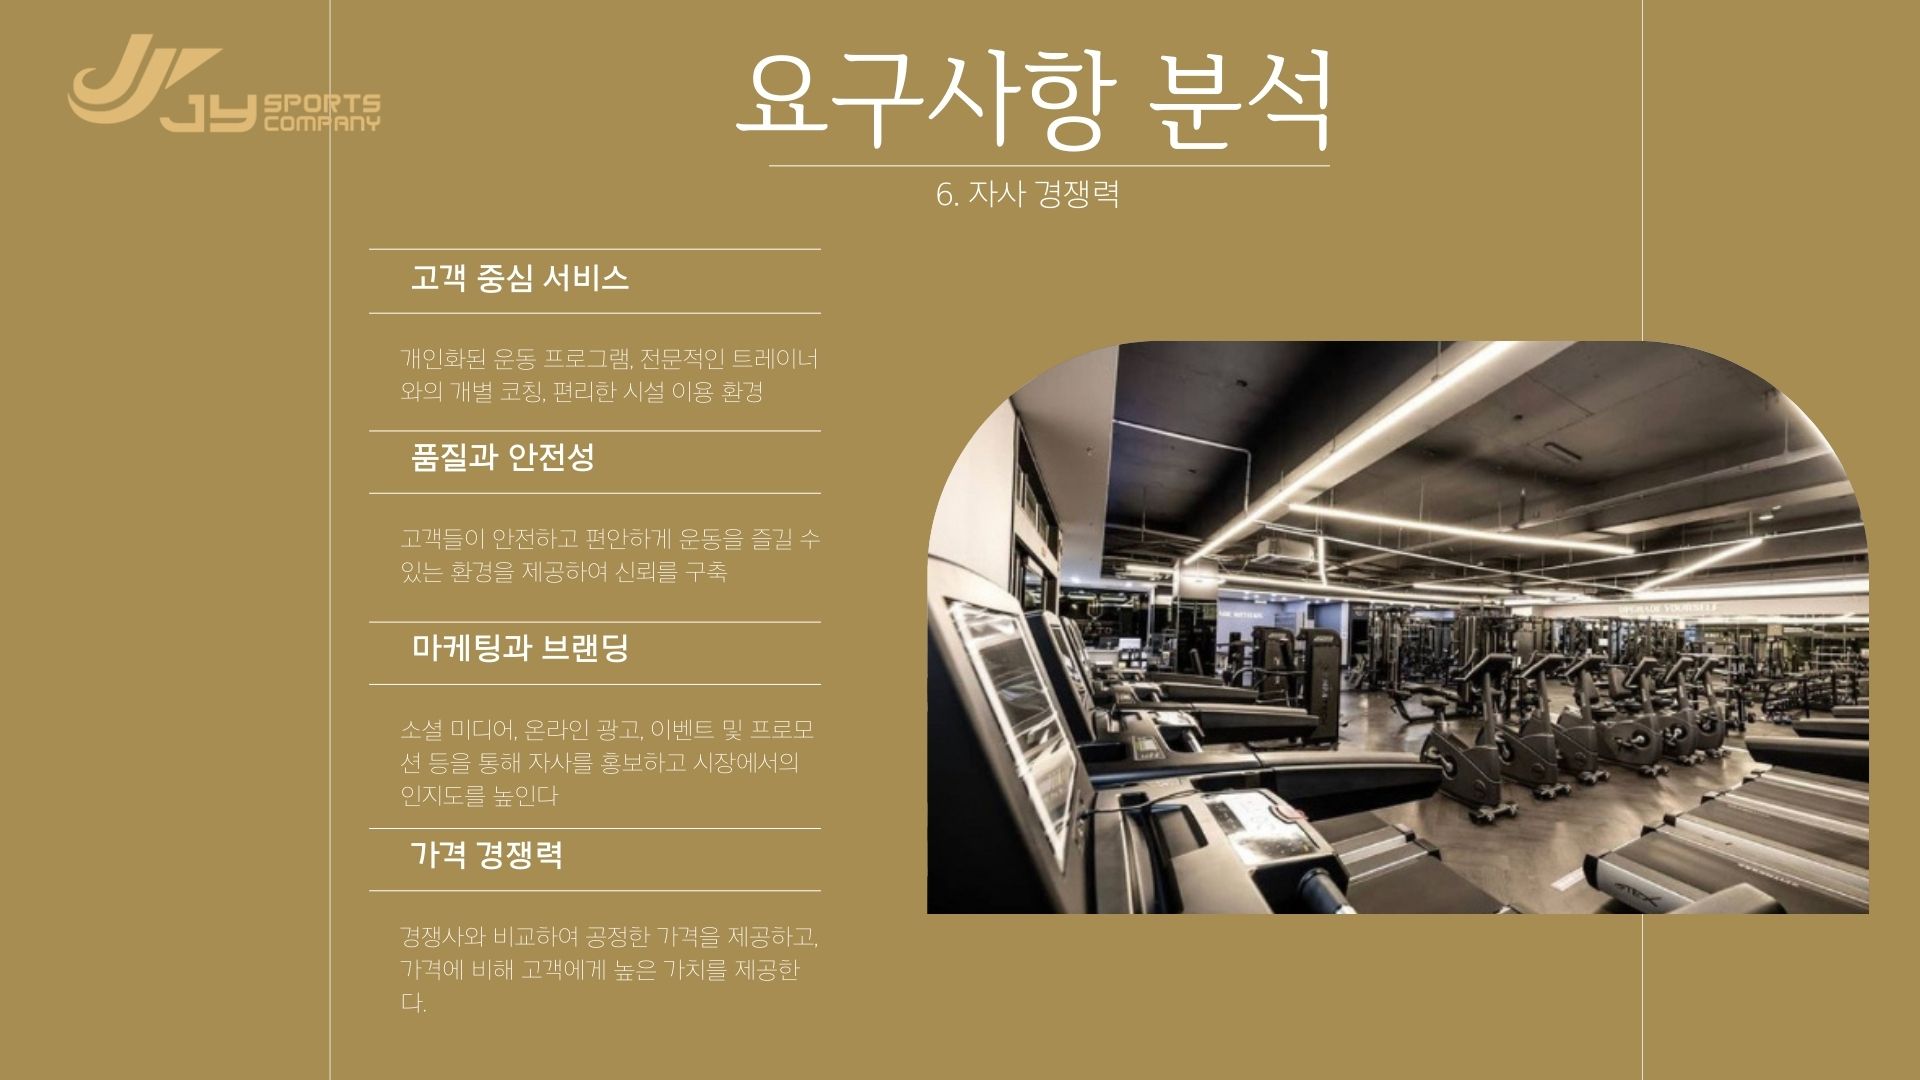 JY SPORTS
COMPANY
요구사항 분석
6. 자사 경쟁력
고객 중심 서비스
개인화된 운동 프로그램, 전문적인 트레이너
와의 개별 코칭, 편리한 시설 이용 환경
품질과 안전성
고객들이 안전하고 편안하게 운동을 즐길 수
있는 환경을 제공하여 신뢰를 구축
마케팅과 브랜딩
소셜 미디어, 온라인 광고, 이벤트 및 프로모
션 등을 통해 자사를 홍보하고 시장에서의
인지도를 높인다
가격 경쟁력
경쟁사와 비교하여 공정한 가격을 제공하고,
가격에 비해 고객에게 높은 가치를 제공한
다.
UPGRADE YOURSELF